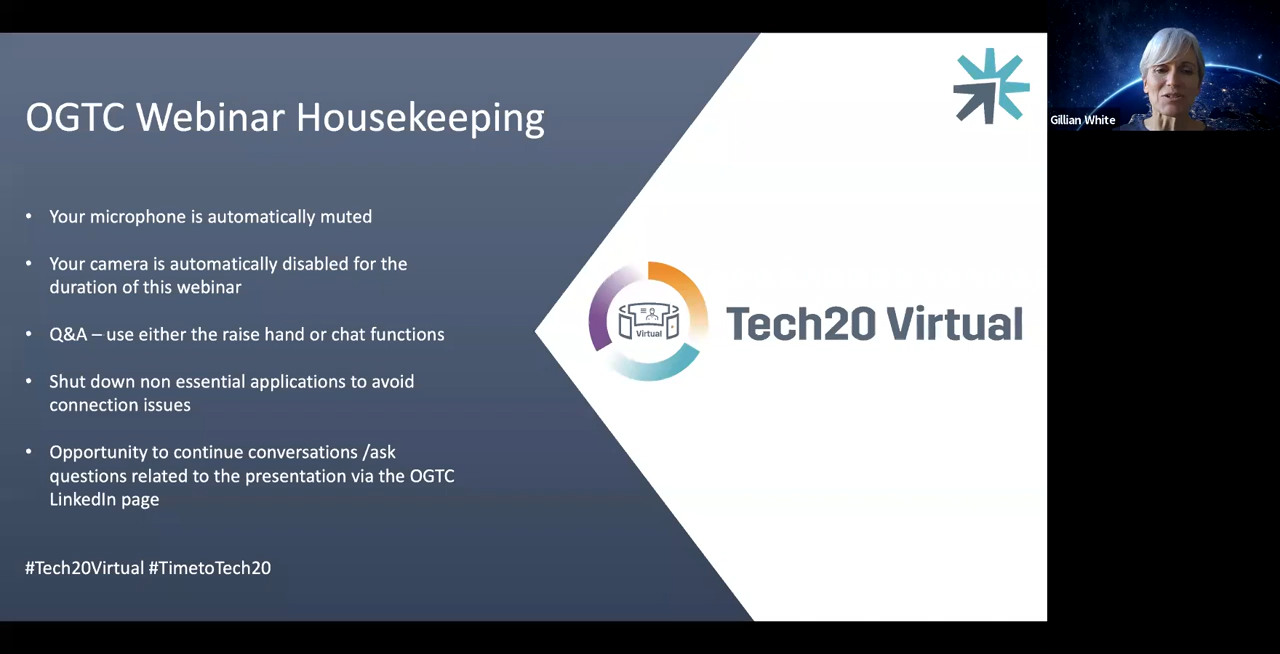 OGTC Webinar Housekeeping
• Your microphone is automatically muted
• Your camera is automatically disabled for the
duration of this webinar
• Q&A – use either the raise hand or chat functions
• Shut down non essential applications to avoid
connection issues
• Opportunity to continue conversations /ask
questions related to the presentation via the OGTC
LinkedIn page
#Tech20Virtual #TimetoTech20
Virtual
Tech20 Virtual
Gillian White